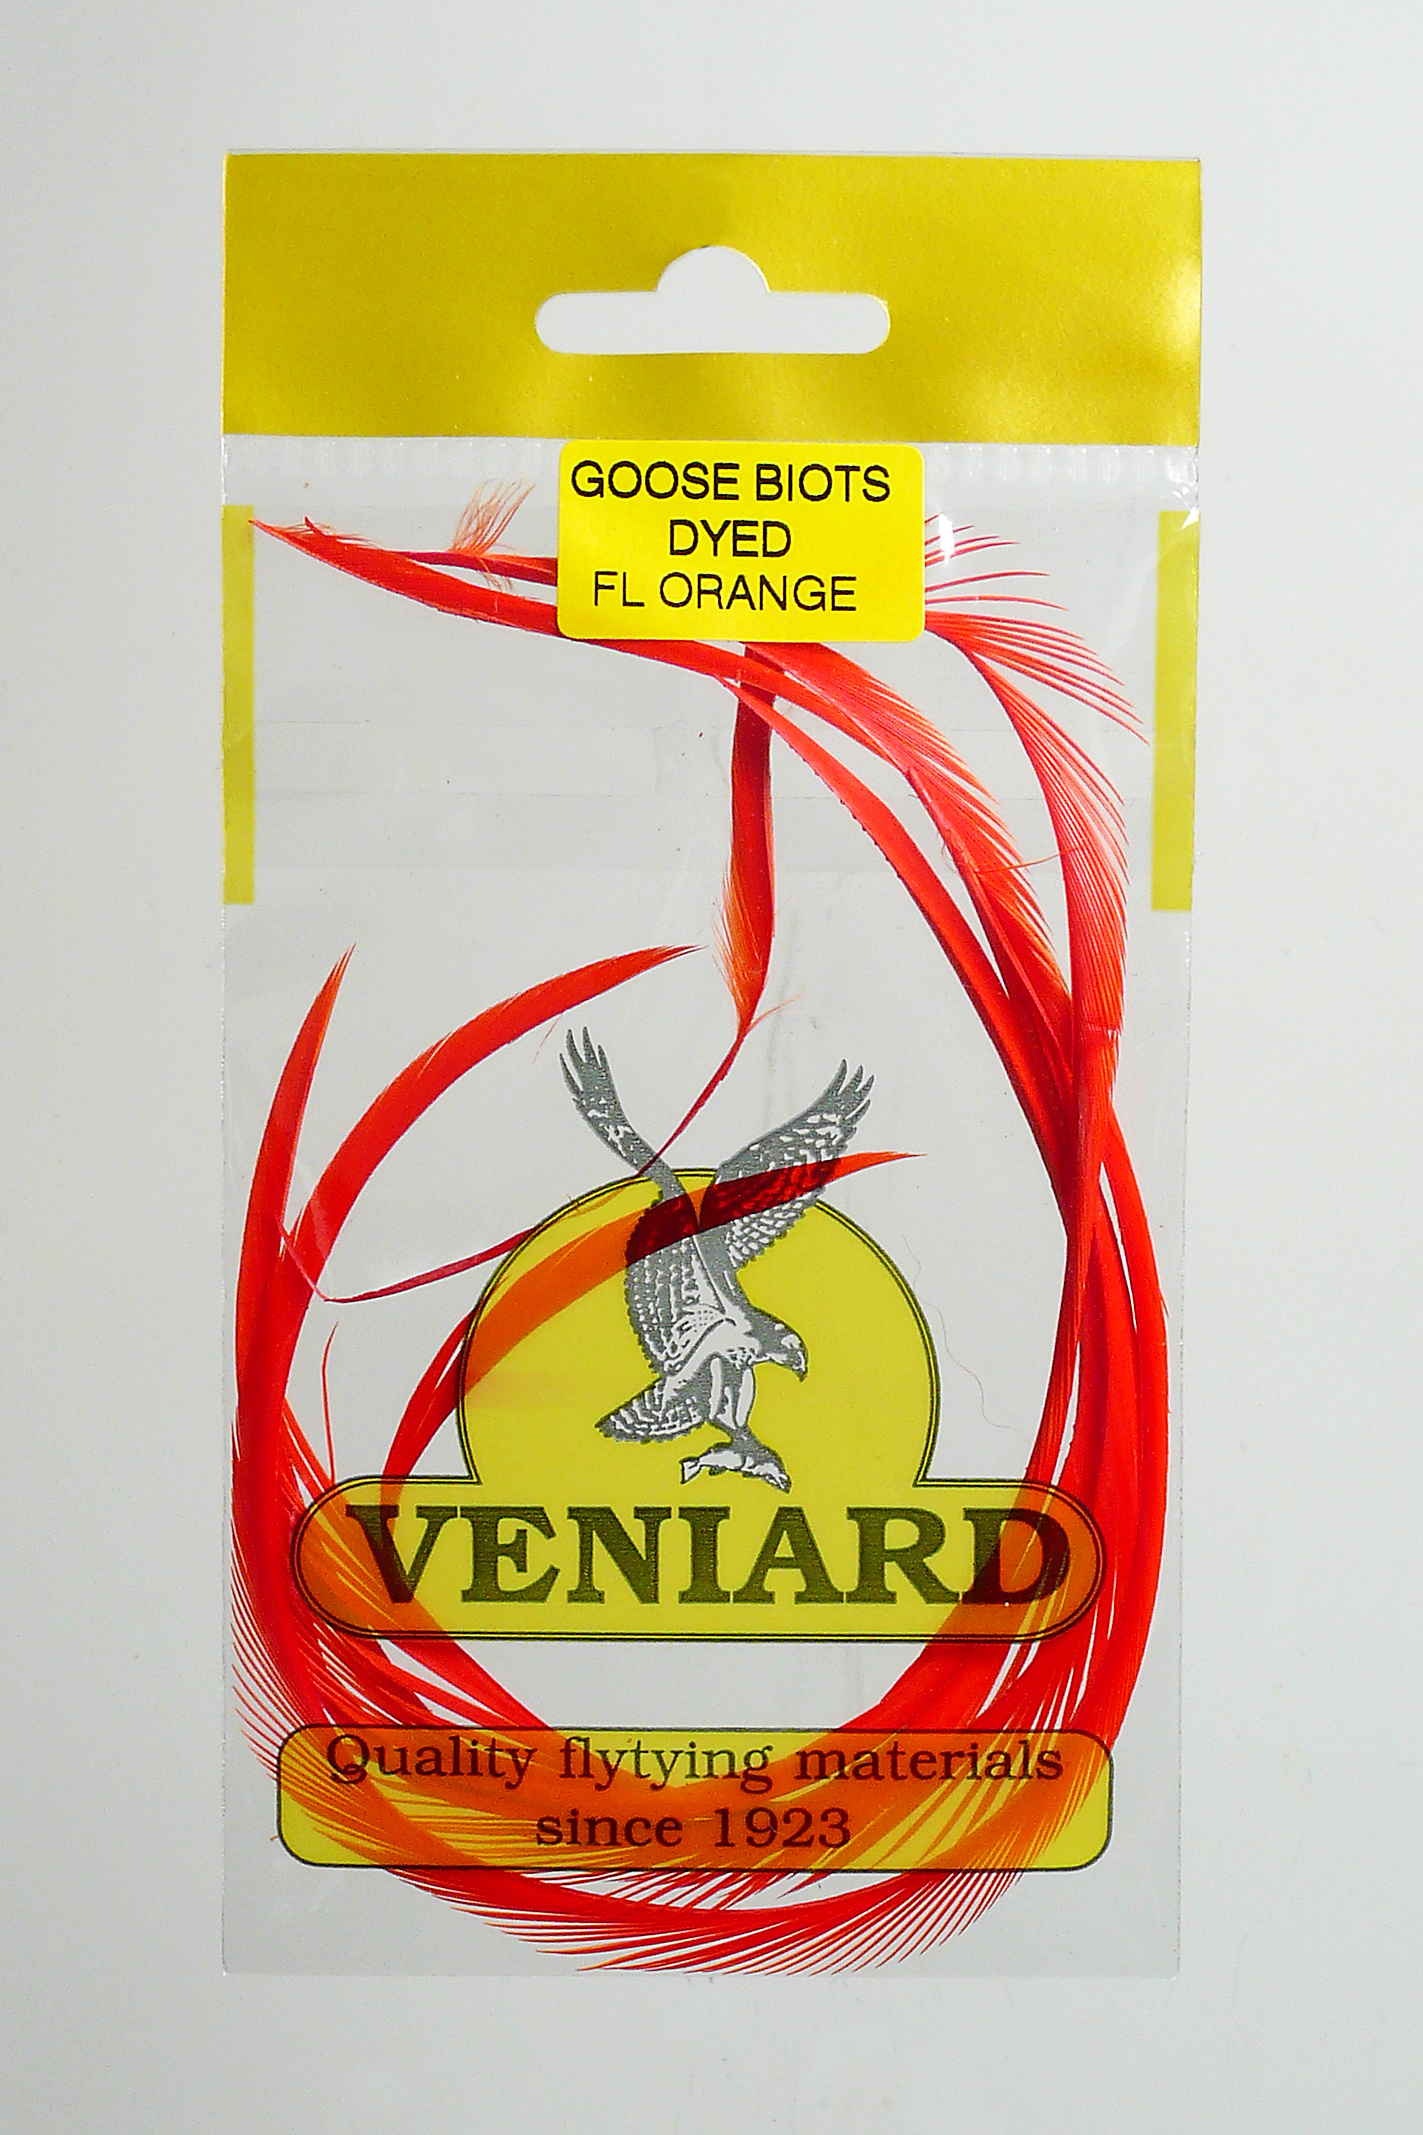 GOOSE BIOTS
DYED
FL ORANGE
VENIARD
Quality flytying materials
since 1923